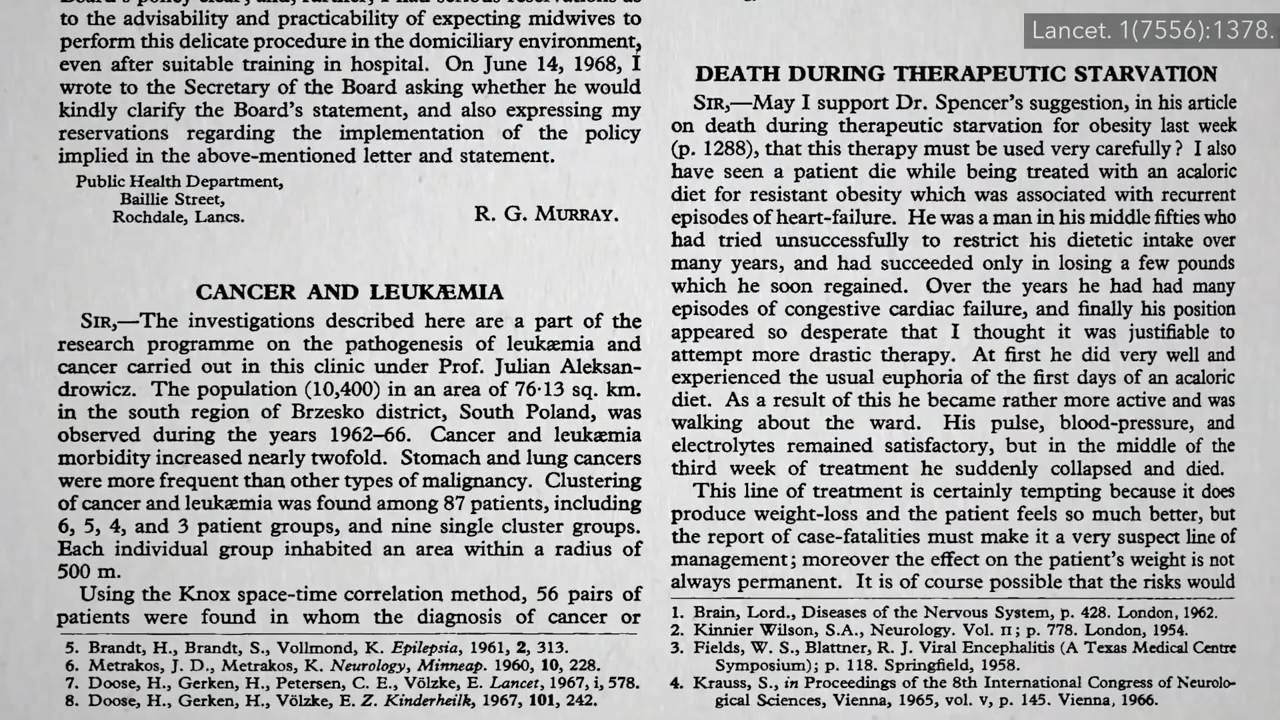 Lancet. 1(7556):1378.
to the advisability and practicability of expecting midwives to
perform this delicate procedure in the domiciliary environment,
even after suitable training in hospital. On June 14, 1968, I
wrote to the Secretary of the Board asking whether he would
kindly clarify the Board's statement, and also expressing my
reservations regarding the implementation of the policy
implied in the above-mentioned letter and statement.
Public Health Department,
Baillie Street,
Rochdale, Lancs.
R. G. MURRAY.
CANCER AND LEUKÆMIA
SIR,—The investigations described here are a part of the
research programme on the pathogenesis of leukæmia and
cancer carried out in this clinic under Prof. Julian Aleksan-
drowicz. The population (10,400) in an area of 76·13 sq. km.
in the south region of Brzesko district, South Poland, was
observed during the years 1962–66. Cancer and leukæmia
morbidity increased nearly twofold. Stomach and lung cancers
were more frequent than other types of malignancy. Clustering
of cancer and leukæmia was found among 87 patients, including
6, 5, 4, and 3 patient groups, and nine single cluster groups.
Each individual group inhabited an area within a radius of
500 m.
Using the Knox space-time correlation method, 56 pairs of
patients were found in whom the diagnosis of cancer or
5. Brandt, H., Brandt, S., Vollmond, K. Epilepsia, 1961, 2, 313.
6. Metrakos, J. D., Metrakos, K. Neurology, Minneap. 1960, 10, 228.
7. Doose, H., Gerken, H., Petersen, C. E., Völzke, E. Lancet, 1967, i, 578.
8. Doose, H., Gerken, H., Völzke, E. Z. Kinderheilk, 1967, 101, 242.
DEATH DURING THERAPEUTIC STARVATION
SIR,—May I support Dr. Spencer's suggestion, in his article
on death during therapeutic starvation for obesity last week
(p. 1288), that this therapy must be used very carefully? I also
have seen a patient die while being treated with an acaloric
diet for resistant obesity which was associated with recurrent
episodes of heart-failure. He was a man in his middle fifties who
had tried unsuccessfully to restrict his dietetic intake over
many years, and had succeeded only in losing a few pounds
which he soon regained. Over the years he had had many
episodes of congestive cardiac failure, and finally his position
appeared so desperate that I thought it was justifiable to
attempt more drastic therapy. At first he did very well and
experienced the usual euphoria of the first days of an acaloric
diet. As a result of this he became rather more active and was
walking about the ward. His pulse, blood-pressure, and
electrolytes remained satisfactory, but in the middle of the
third week of treatment he suddenly collapsed and died.
This line of treatment is certainly tempting because it does
produce weight-loss and the patient feels so much better, but
the report of case-fatalities must make it a very suspect line of
management; moreover the effect on the patient's weight is not
always permanent. It is of course possible that the risks would
1. Brain, Lord., Diseases of the Nervous System, p. 428. London, 1962.
2. Kinnier Wilson, S.A., Neurology. Vol. II; p. 778. London, 1954.
3. Fields, W. S., Blattner, R. J. Viral Encephalitis (A Texas Medical Centre
Symposium); p. 118. Springfield, 1958.
4. Krauss, S., in Proceedings of the 8th International Congress of Neurolo-
gical Sciences, Vienna, 1965, vol. v, p. 145. Vienna, 1966.